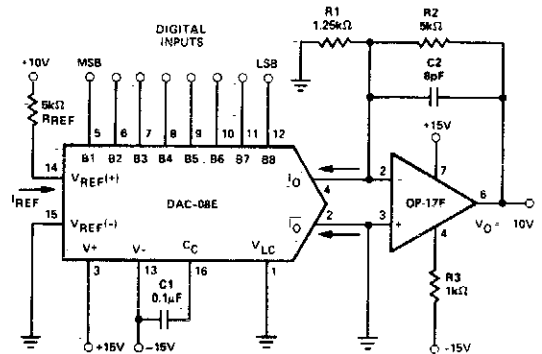 DIGITAL
INPUTS
R1
1.25kΩ
R2
5kΩ
C2
8pF
+10V
MSB
LSB
5kΩ
RREF
5 6 7 8 9 10 11 12
B1 B2 B3 B4 B5 B6 B7 B8
+15V
14
VREF(+)
IREF
15
VREF(-)
DAC-08E
IO
4
IO
2
2
-
3
+
7
OP-17F
6
4
VO=
10V
V+ V- CC VLC
3 13 16 1
C1
0.1μF
R3
1kΩ
+15V
-15V
-15V